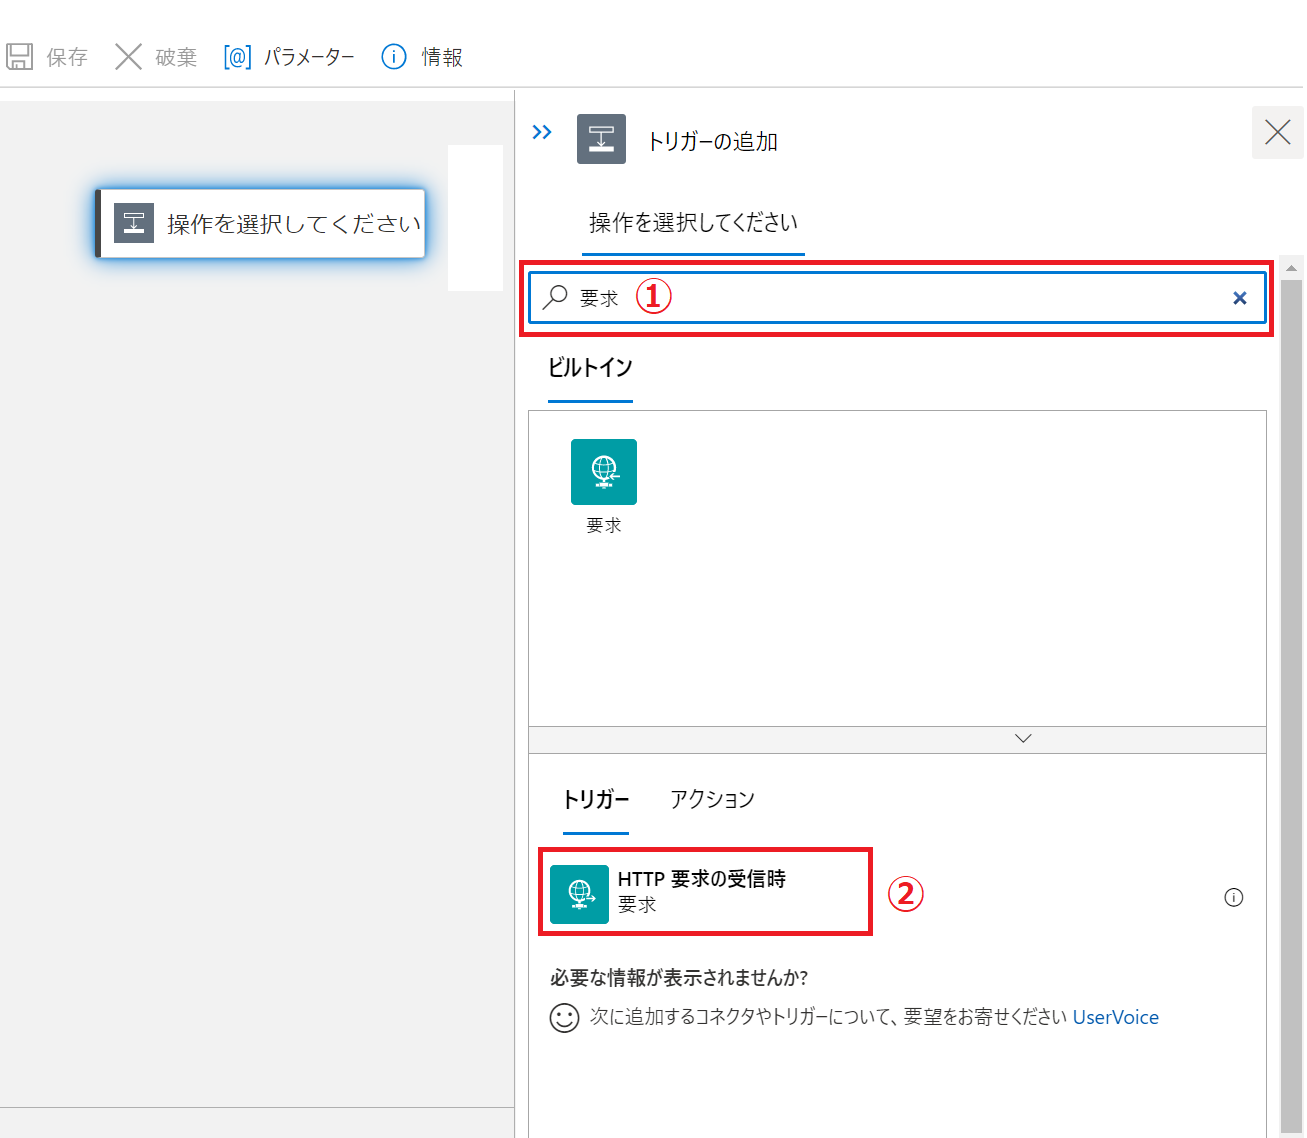 保存 破棄 [@] パラメーター 情報
トリガーの追加
操作を選択してください
操作を選択してください
要求 ①
ビルトイン
要求
トリガー アクション
HTTP 要求の受信時
要求
②
必要な情報が表示されませんか?
次に追加するコネクタやトリガーについて、要望をお寄せください UserVoice